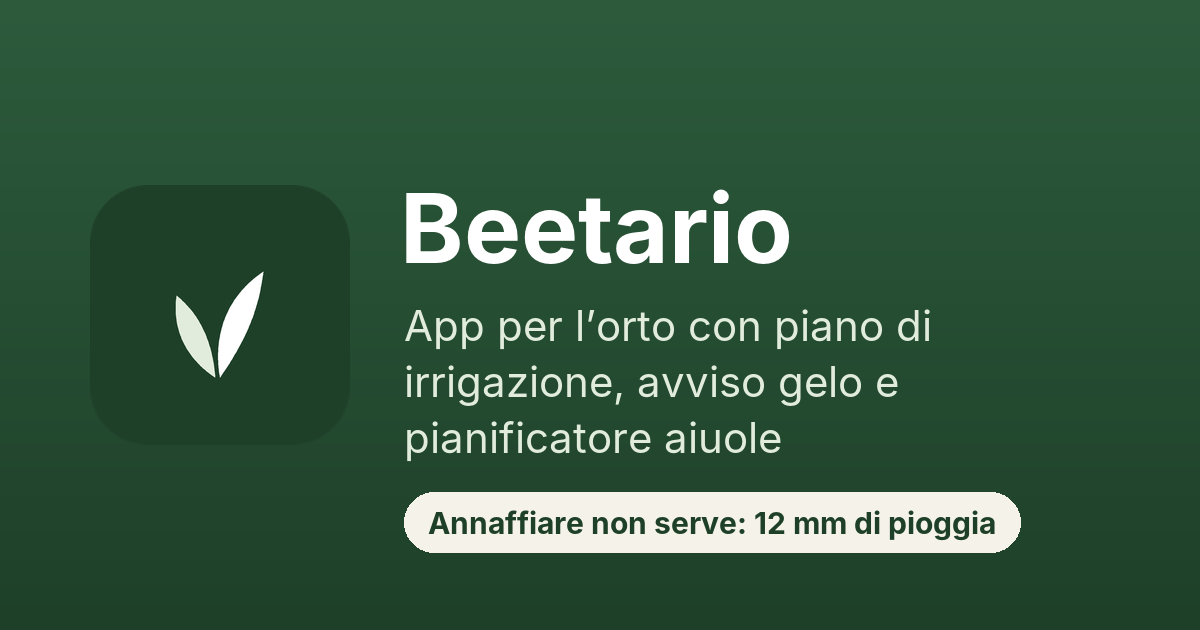 Beetario
App per l’orto con piano di
irrigazione, avviso gelo e
pianificatore aiuole
Annaffiare non serve: 12 mm di pioggia